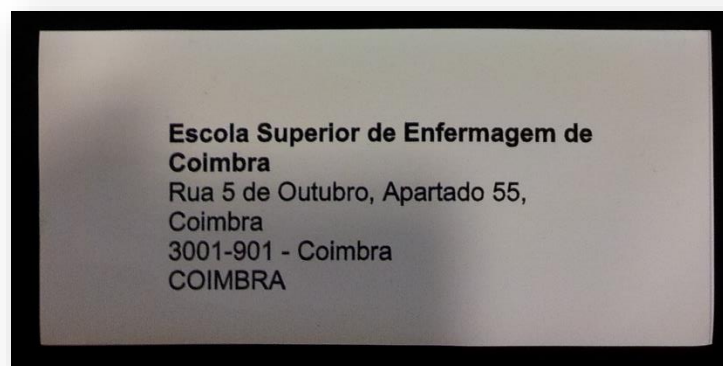 Escola Superior de Enfermagem de
Coimbra
Rua 5 de Outubro, Apartado 55,
Coimbra
3001-901 - Coimbra
COIMBRA